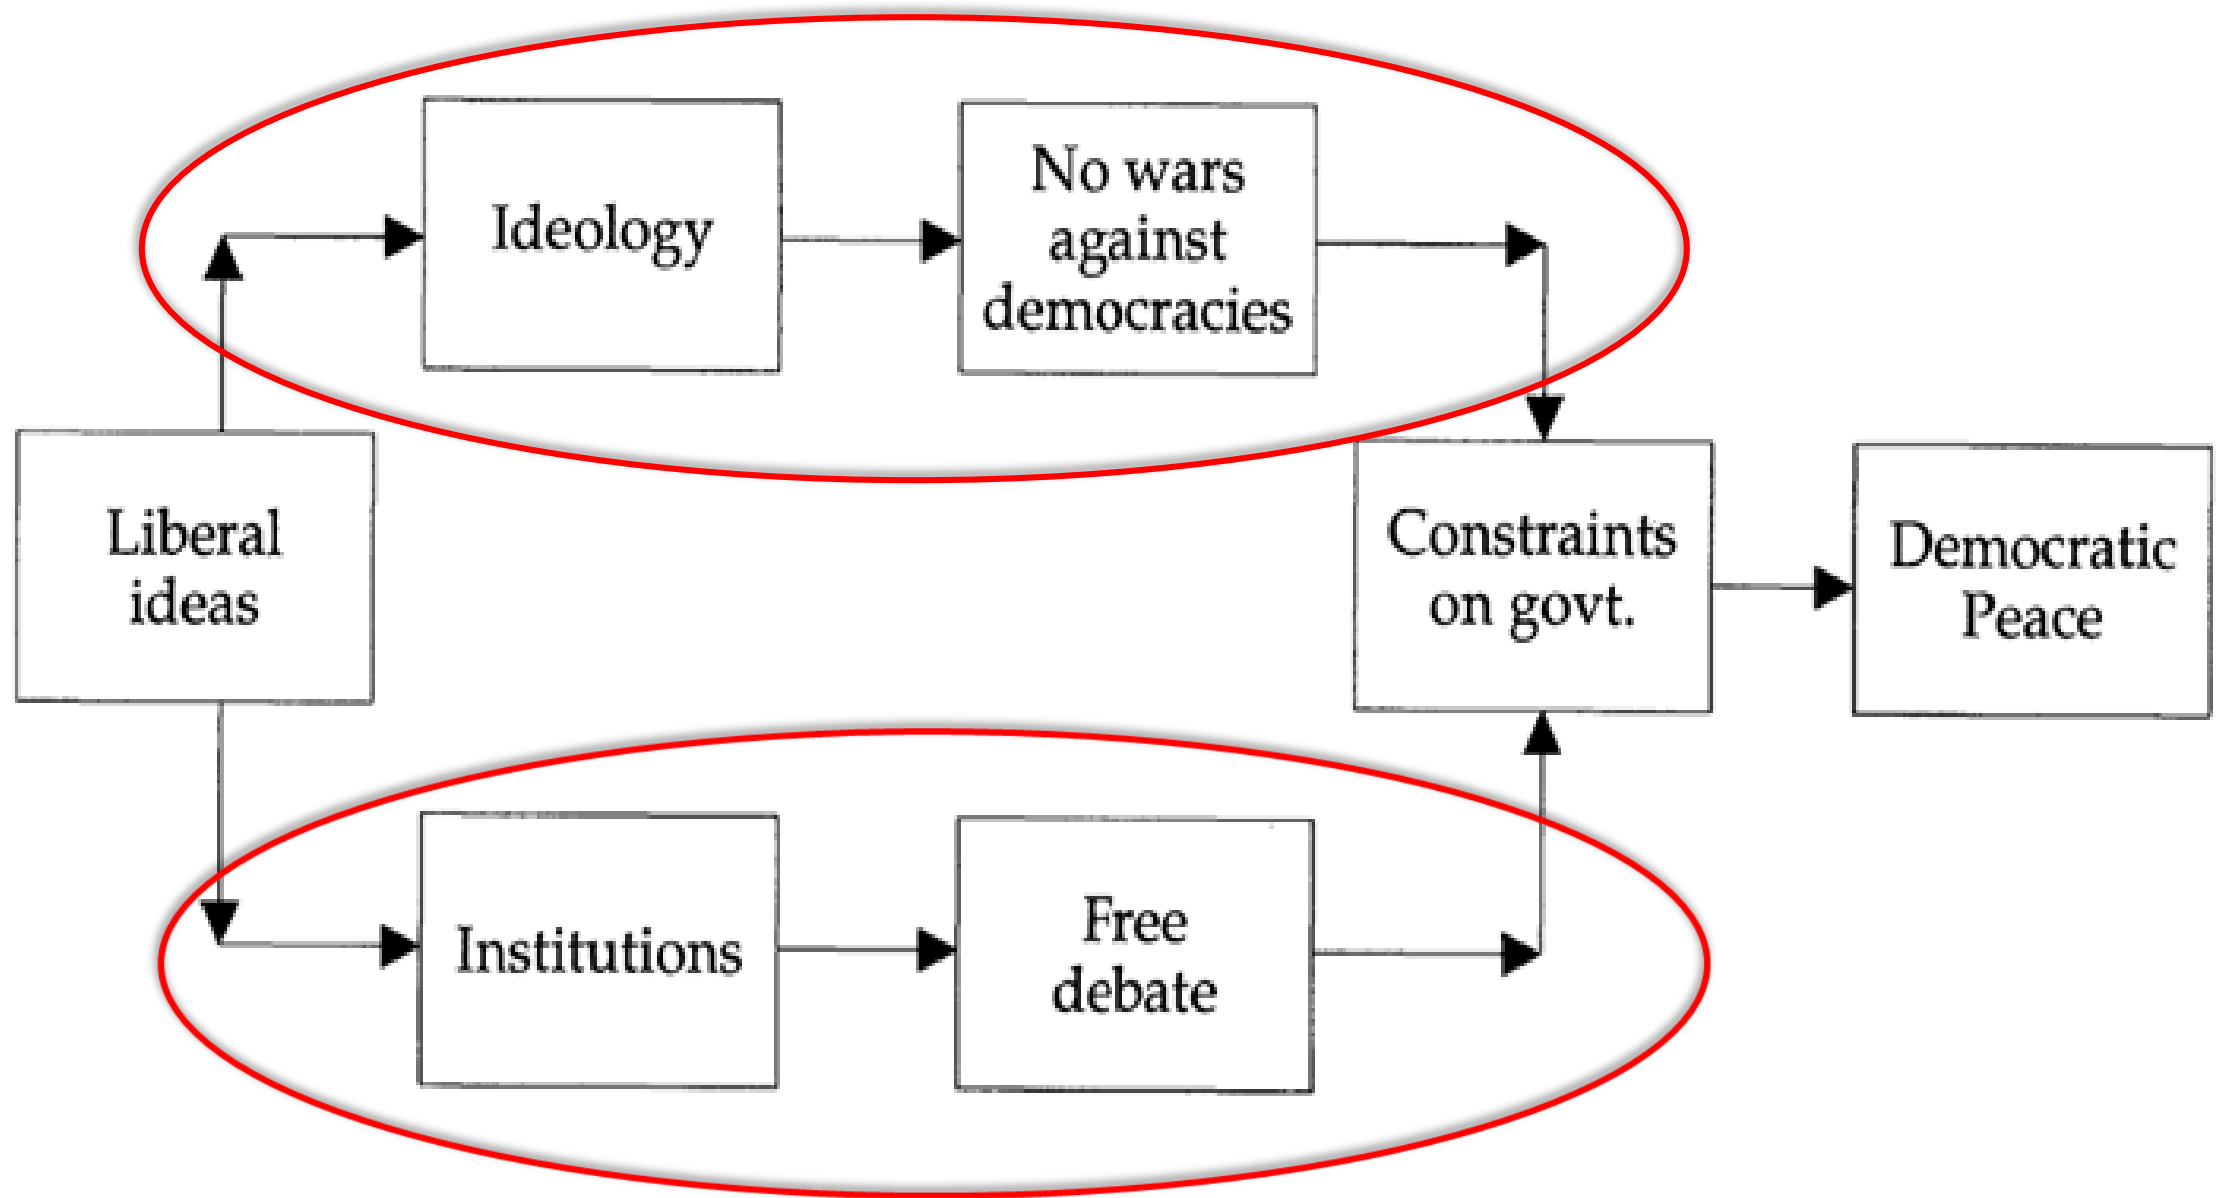 Ideology
No wars
against
democracies
Liberal
ideas
Constraints
on govt.
Democratic
Peace
Institutions
Free
debate